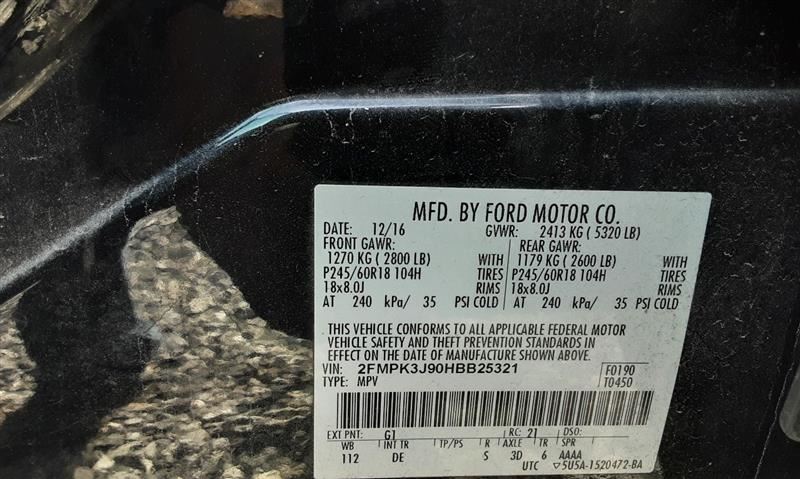 MFD. BY FORD MOTOR CO.
DATE: 12/16 GVWR: 2413 KG ( 5320 LB)
FRONT GAWR: REAR GAWR:
1270 KG ( 2800 LB) WITH 1179 KG ( 2600 LB) WITH
P245/60R18 104H TIRES P245/60R18 104H TIRES
18x8.0J RIMS 18x8.0J RIMS
AT 240 kPa/ 35 PSI COLD AT 240 kPa/ 35 PSI COLD
THIS VEHICLE CONFORMS TO ALL APPLICABLE FEDERAL MOTOR
VEHICLE SAFETY AND THEFT PREVENTION STANDARDS IN
EFFECT ON THE DATE OF MANUFACTURE SHOWN ABOVE.
VIN: 2FMPK3J90HBB25321 F0190
TYPE: MPV T0450
EXT PNT: G1 RC: 21 DSO:
WB INT TR TP/PS R AXLE TR SPR
112 DE S 3D 6 AAAA
UTC ▽5U5A-1520472-BA